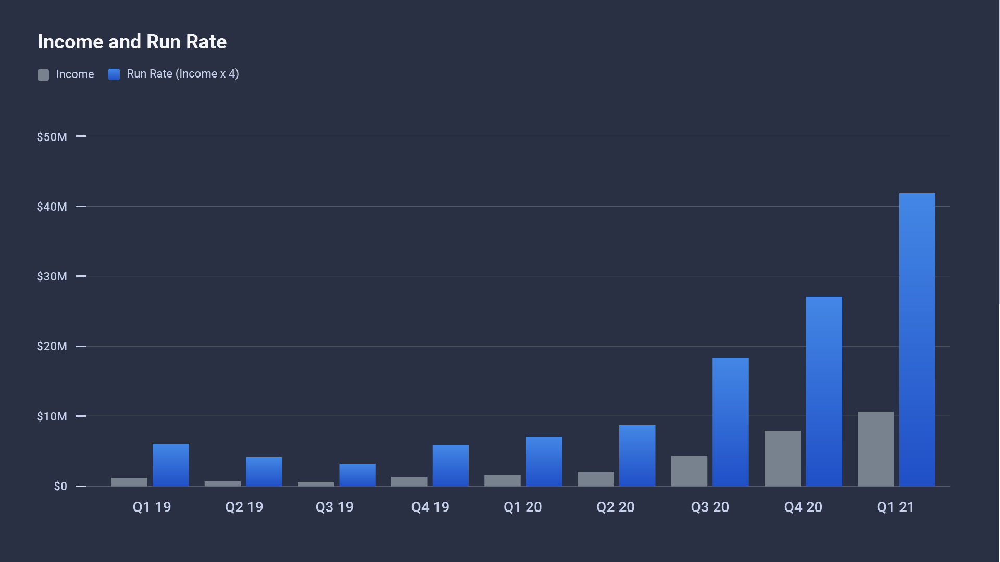 Income and Run Rate
Income Run Rate (Income x 4)
$50M
$40M
$30M
$20M
$10M
$0
Q1 19 Q2 19 Q3 19 Q4 19 Q1 20 Q2 20 Q3 20 Q4 20 Q1 21